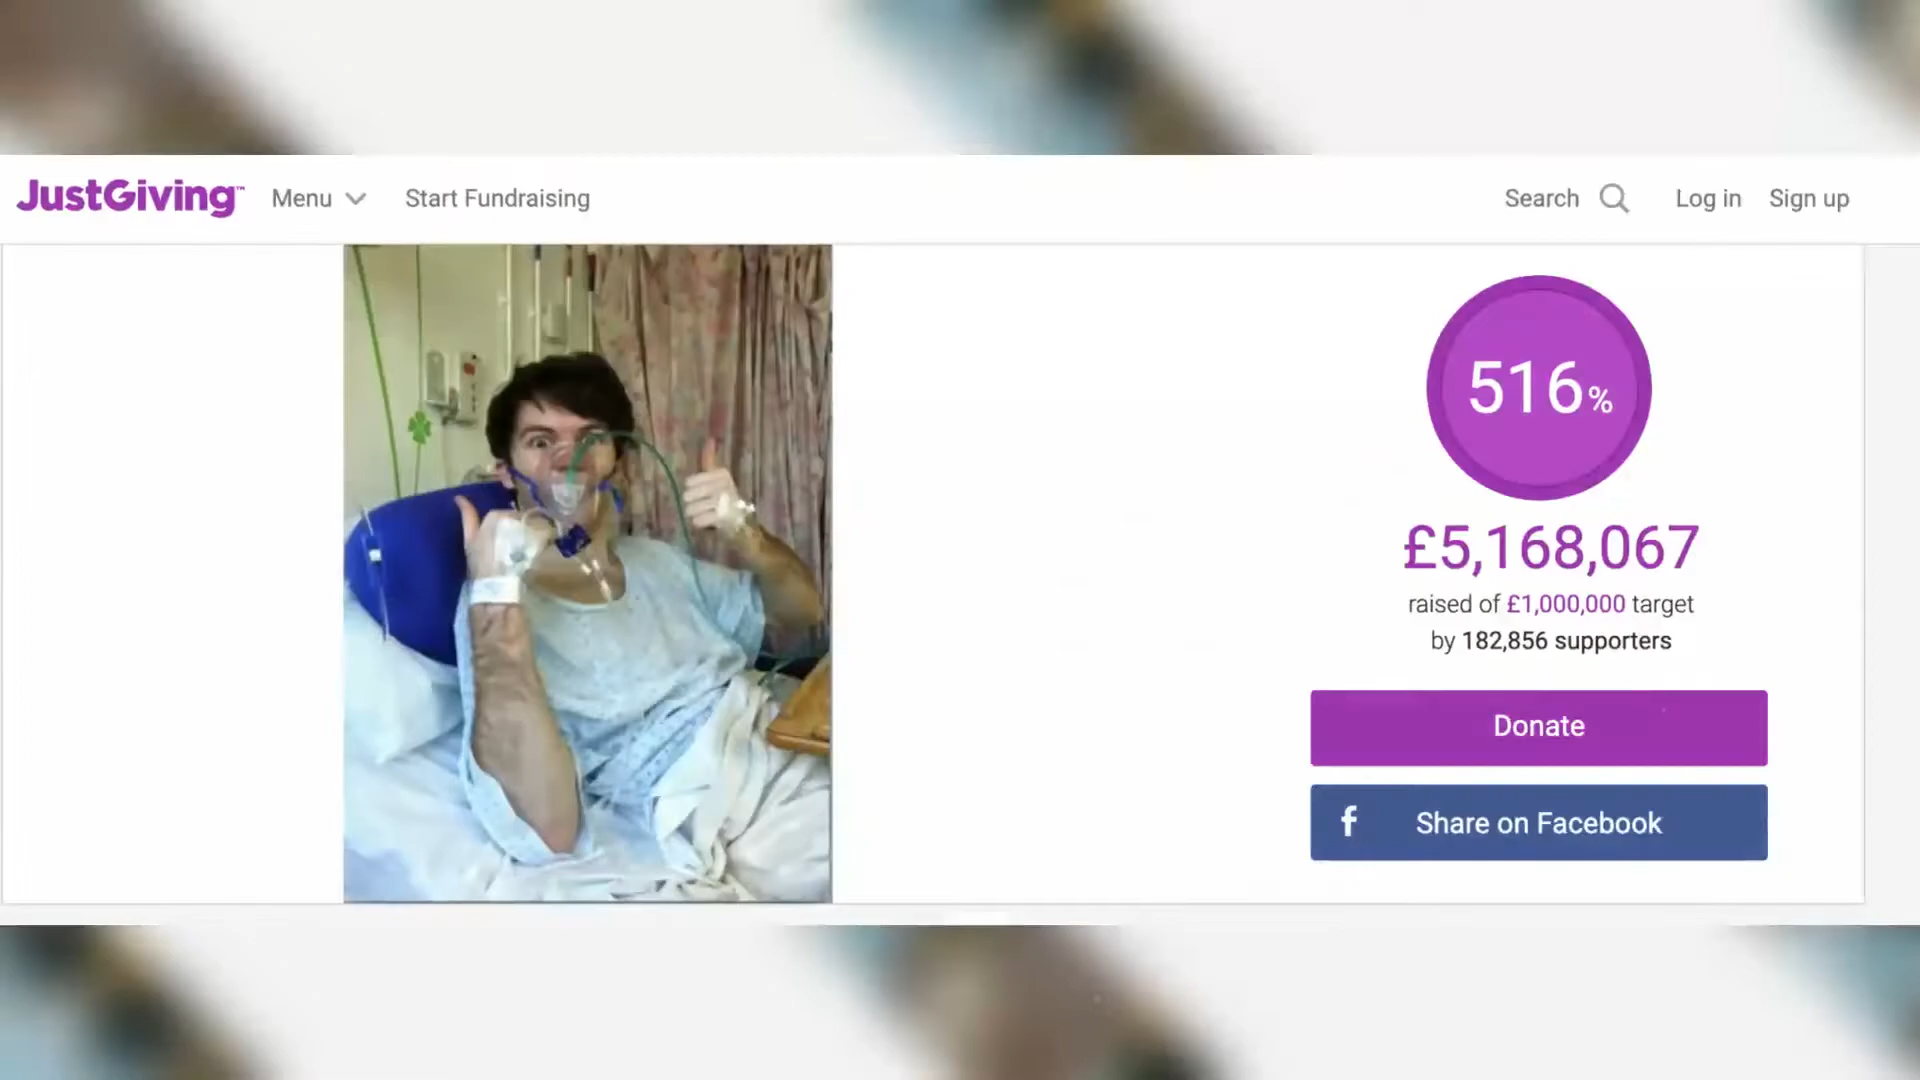 JustGiving™ Menu Start Fundraising Search Log in Sign up
516%
£5,168,067
raised of £1,000,000 target
by 182,856 supporters
Donate
f Share on Facebook